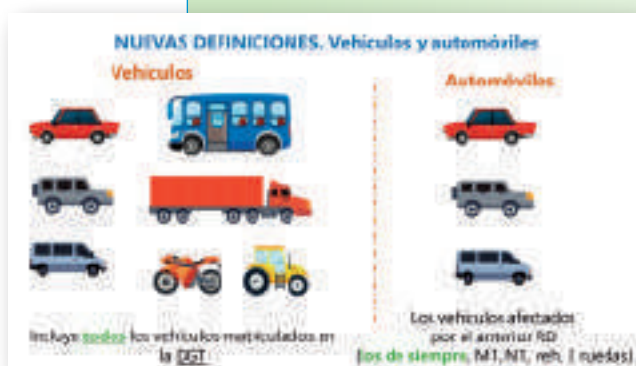 NUEVAS DEFINICIONES. Vehículos y automóviles
Vehículos
Automóviles
Incluye todos los vehículos matriculados en
la DGT
Los vehículos afectados
por el anterior RD
(los de siempre, M1, N1, reh, ruedas)